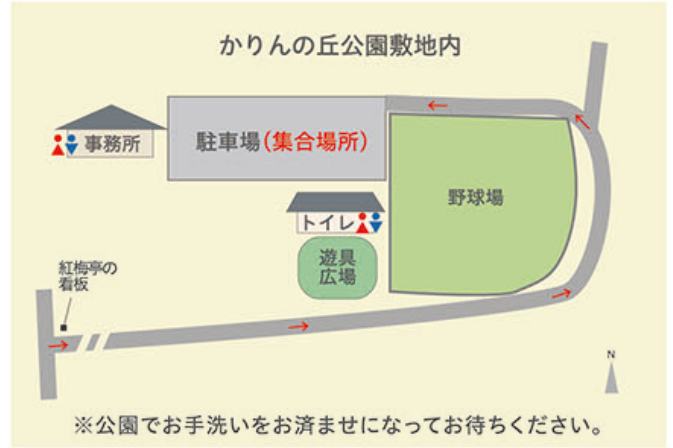 かりんの丘公園敷地内
事務所
駐車場(集合場所)
野球場
トイレ
遊具
広場
紅梅亭の
看板
N
※公園でお手洗いをお済ませになってお待ちください。